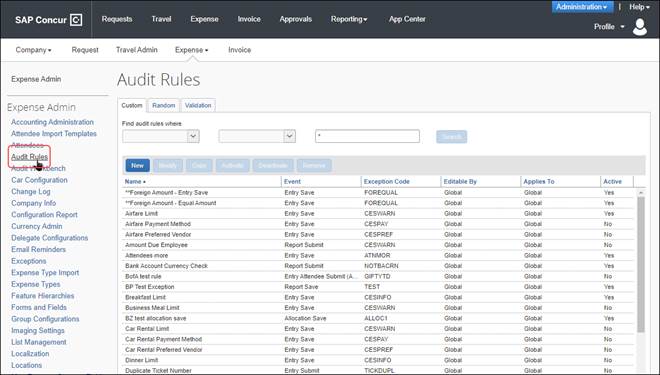 SAP Concur C Requests Travel Expense Invoice Approvals Reporting App Center
Administration | Help
Profile
Company Request Travel Admin Expense Invoice
Expense Admin
Expense Admin
Accounting Administration
Attendee Import Templates
Attendees
Audit Rules
Audit Workbench
Car Configuration
Change Log
Company Info
Configuration Report
Currency Admin
Delegate Configurations
Email Reminders
Exceptions
Expense Type Import
Expense Types
Feature Hierarchies
Forms and Fields
Group Configurations
Imaging Settings
List Management
Localization
Locations
Audit Rules
Custom Random Validation
Find audit rules where
* Search
New Modify Copy Activate Deactivate Remove
Name Event Exception Code Editable By Applies To Active
**Foreign Amount - Entry Save Entry Save FOREQUAL Global Global Yes
**Foreign Amount - Equal Amount Entry Save FOREQUAL Global Global Yes
Airfare Limit Entry Save CESWARN Global Global Yes
Airfare Payment Method Entry Save CESPAY Global Global No
Airfare Preferred Vendor Entry Save CESPREF Global Global No
Amount Due Employee Report Submit CESWARN Global Global No
Attendees more Entry Save ATNMOR Global Global Yes
Bank Account Currency Check Report Submit NOTBACRN Global Global Yes
BofA test rule Entry Attendee Submit (A... GIFTYTD Global Global No
BP Test Exception Report Save TEST Global Global Yes
Breakfast Limit Entry Save CESINFO Global Global Yes
Business Meal Limit Entry Save CESWARN Global Global No
BZ test allocation save Allocation Save ALLOC1 Global Global Yes
Car Rental Limit Entry Save CESWARN Global Global No
Car Rental Payment Method Entry Save CESPAY Global Global No
Car Rental Preferred Vendor Entry Save CESPREF Global Global No
Dinner Limit Entry Save CESINFO Global Global Yes
Duplicate Ticket Number Entry Submit TICKDUPL Global Global No